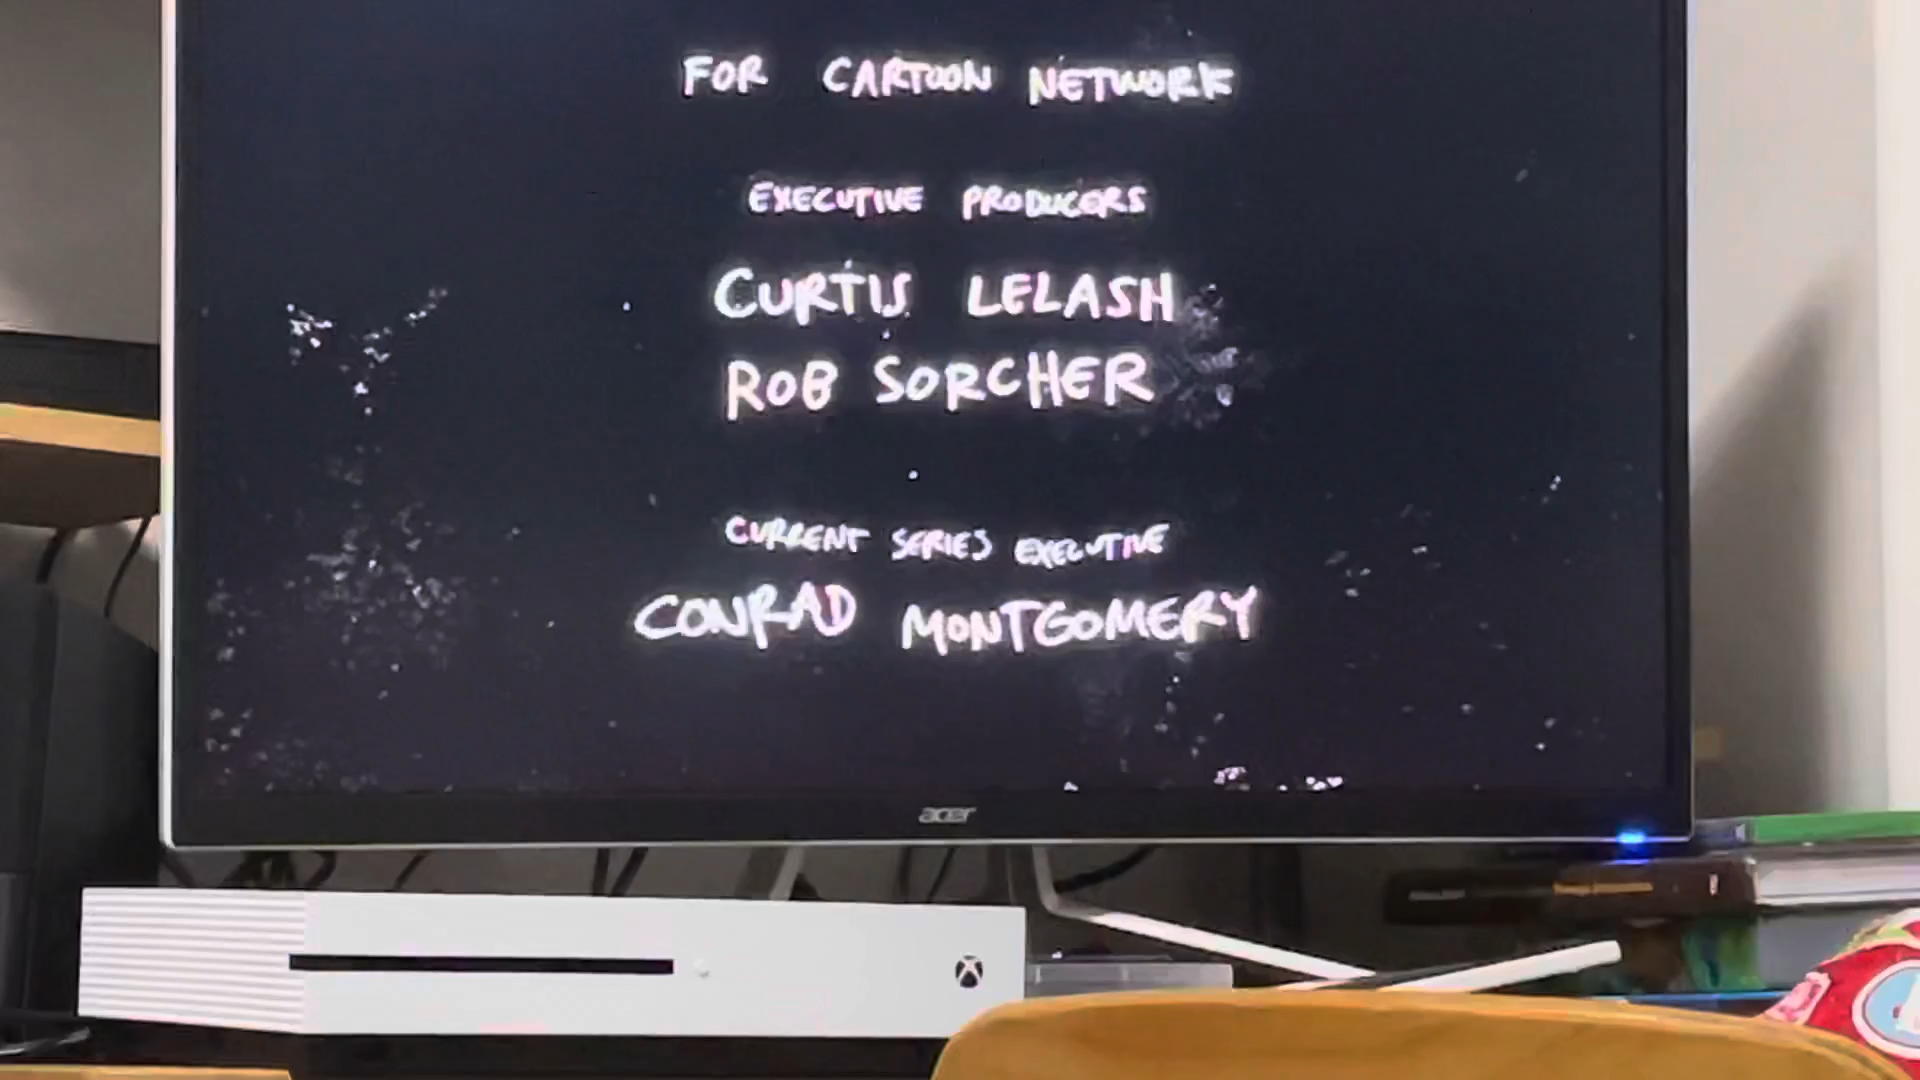 FOR CARTOON NETWORK
EXECUTIVE PRODUCERS
CURTIS LELASH
ROB SORCHER
CURRENT SERIES EXECUTIVE
CONRAD MONTGOMERY
acer